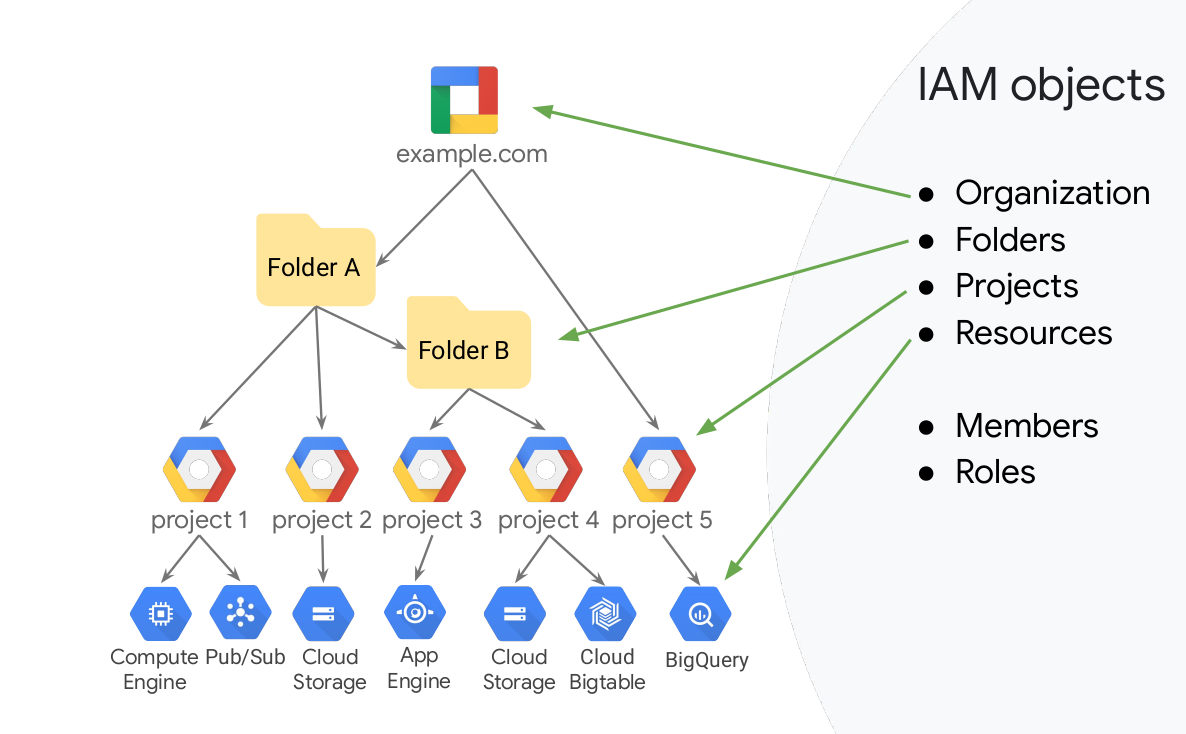 IAM objects
example.com
Folder A
Folder B
project 1
project 2
project 3
project 4
project 5
Compute
Engine
Pub/Sub
Cloud
Storage
App
Engine
Cloud
Storage
Cloud
Bigtable
BigQuery
● Organization
● Folders
● Projects
● Resources
● Members
● Roles